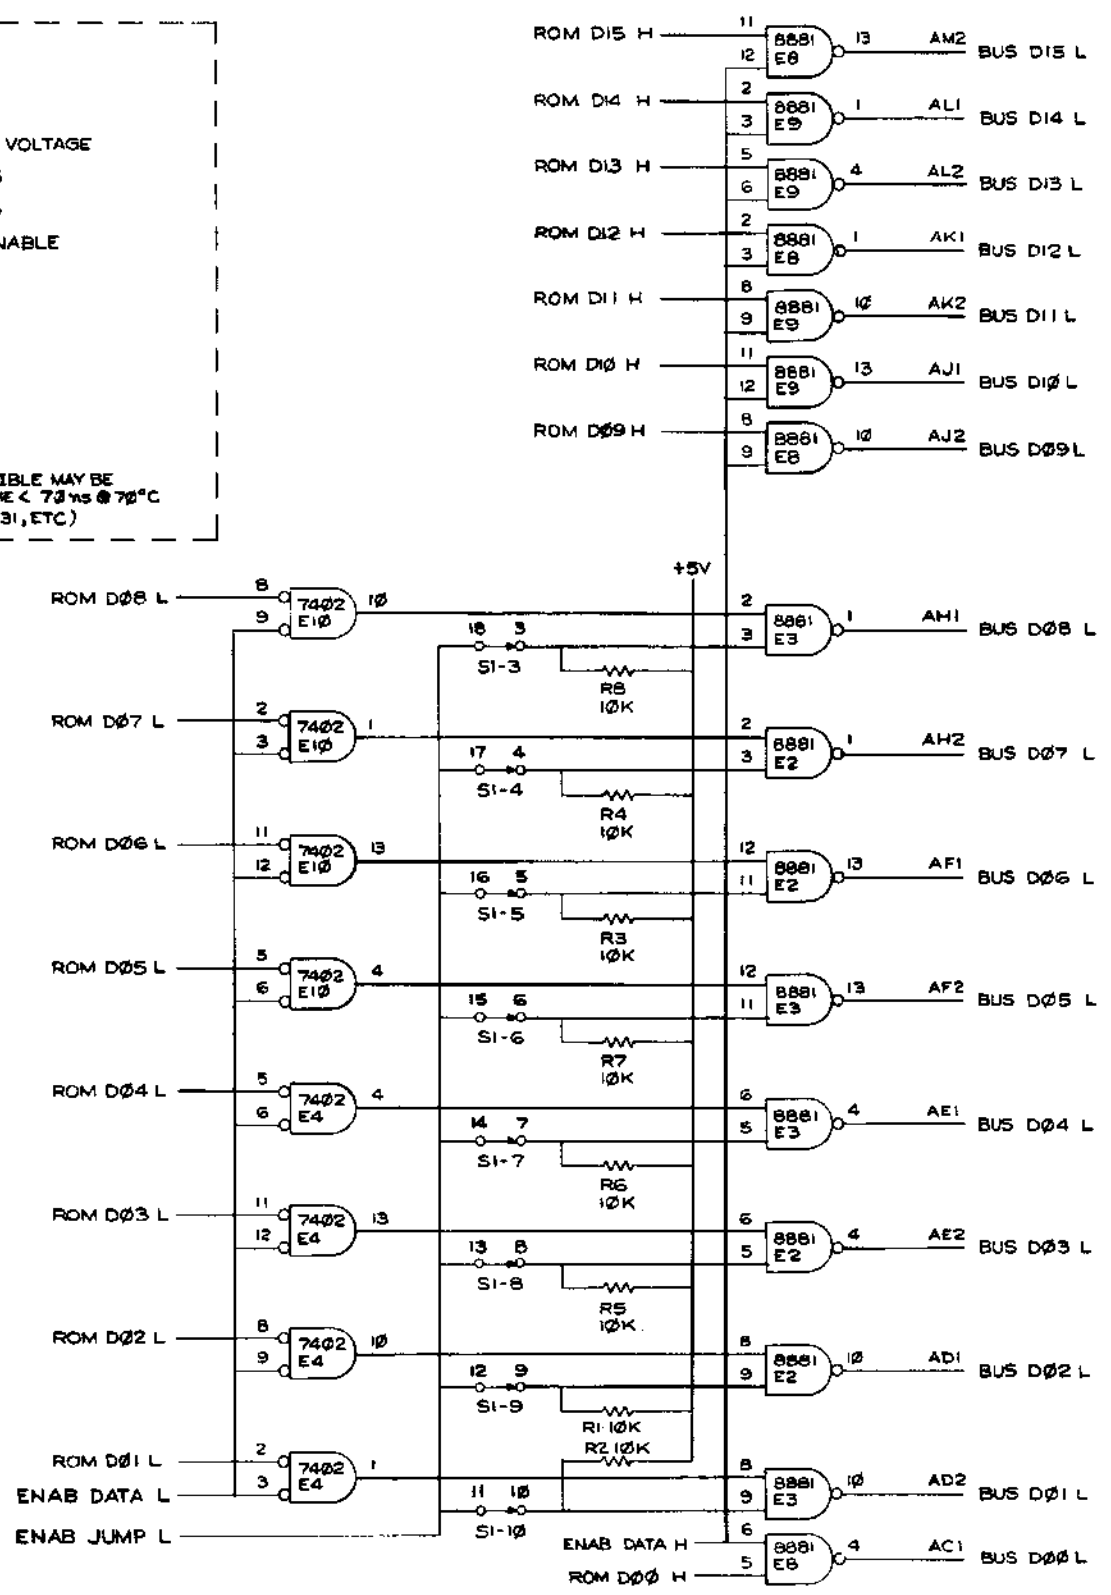 VOLTAGE
NABLE
IBLE MAY BE
ME < 70 ns @ 70°C
31, ETC)
ROM D15 H 11 12 8881 E8 13 AM2 BUS D15 L
ROM D14 H 2 3 8881 E9 1 AL1 BUS D14 L
ROM D13 H 5 6 8881 E9 4 AL2 BUS D13 L
ROM D12 H 2 3 8881 E8 1 AK1 BUS D12 L
ROM D11 H 8 9 8881 E9 10 AK2 BUS D11 L
ROM D1Ø H 11 12 8881 E9 13 AJ1 BUS D1Ø L
ROM DØ9 H 8 9 8881 E8 1Ø AJ2 BUS DØ9 L
+5V
ROM DØ8 L 8 9 7402 E1Ø 1Ø 2 3 8881 E3 1 AH1 BUS DØ8 L
18 3
S1-3
R8
1ØK
ROM DØ7 L 2 3 7402 E1Ø 1 2 3 8881 E2 1 AH2 BUS DØ7 L
17 4
S1-4
R4
1ØK
ROM DØ6 L 11 12 74Ø2 E1Ø 13 12 11 8881 E2 13 AF1 BUS DØ6 L
16 5
S1-5
R3
1ØK
ROM DØ5 L 5 6 74Ø2 E1Ø 4 12 11 8881 E3 13 AF2 BUS DØ5 L
15 6
S1-6
R7
1ØK
ROM DØ4 L 5 6 74Ø2 E4 4 6 5 8881 E3 4 AE1 BUS DØ4 L
14 7
S1-7
R6
1ØK
ROM DØ3 L 11 12 74Ø2 E4 13 6 5 8881 E2 4 AE2 BUS DØ3 L
13 8
S1-8
R5
1ØK
ROM DØ2 L 8 9 74Ø2 E4 1Ø 8 9 8881 E2 1Ø AD1 BUS DØ2 L
12 9
S1-9
R1 1ØK
R2 1ØK
ROM DØ1 L 2 3 74Ø2 E4 1 8 9 8881 E3 1Ø AD2 BUS DØ1 L
ENAB DATA L
11 1Ø
S1-1Ø
ENAB JUMP L
ENAB DATA H 6 8881 E8 4 AC1 BUS DØØ L
ROM DØØ H 5